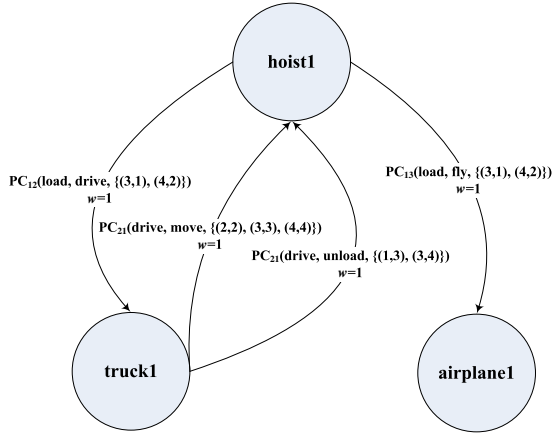 hoist1
PC₁₂(load, drive, {(3,1), (4,2)})
w=1
PC₁₃(load, fly, {(3,1), (4,2)})
w=1
PC₂₁(drive, move, {(2,2), (3,3), (4,4)})
w=1
PC₂₁(drive, unload, {(1,3), (3,4)})
w=1
truck1
airplane1